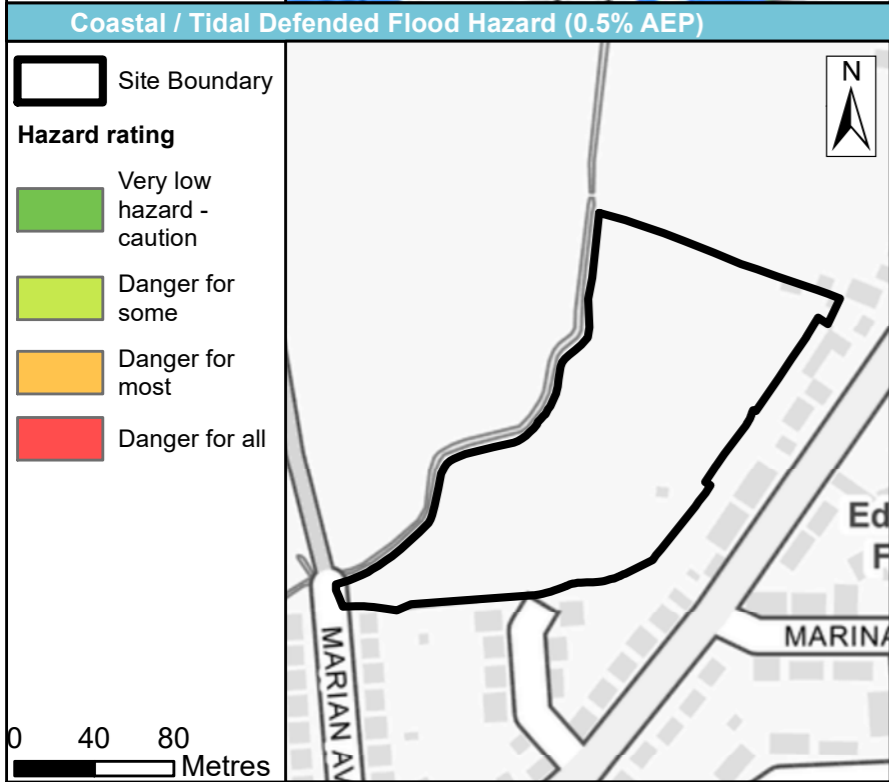 Coastal / Tidal Defended Flood Hazard (0.5% AEP)
Site Boundary
Hazard rating
Very low
hazard -
caution
Danger for
some
Danger for
most
Danger for all
0 40 80
Metres
N
Ed
F
MARINA
MARIAN AV